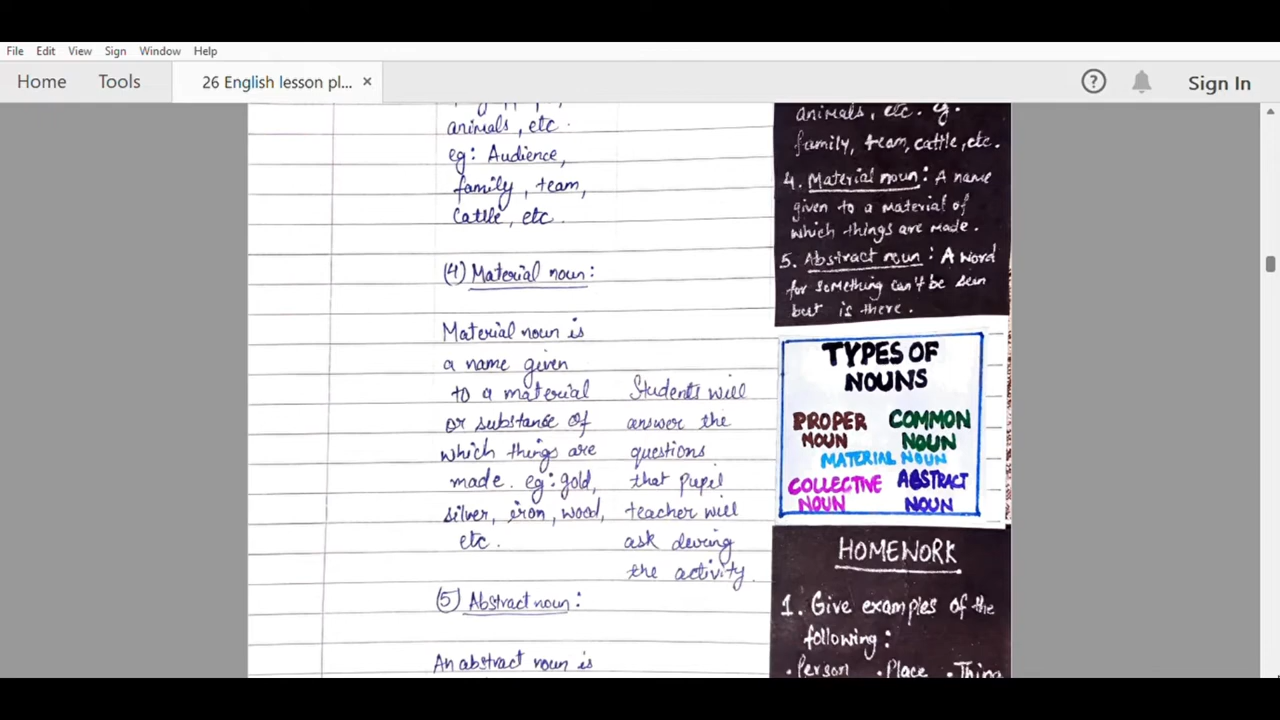 File Edit View Sign Window Help
Home Tools 26 English lesson pl... × ? Sign In
animals, etc.
eg: Audience,
family, team,
Cattle, etc.
(4) Material noun:
Material noun is
a name given
to a material
or substance of
which things are
made. eg: gold,
silver, iron, wood,
etc.
(5) Abstract noun:
An abstract noun is
Students will
answer the
questions
that pupil
teacher will
ask during
the activity.
animals, etc. eg.
family, team, cattle, etc.
4. Material noun: A name
given to a material of
which things are made.
5. Abstract noun: A word
for something can't be seen
but is there.
TYPES OF
NOUNS
PROPER
NOUN
COMMON
NOUN
MATERIAL NOUN
COLLECTIVE
NOUN
ABSTRACT
NOUN
HOMEWORK
1. Give examples of the
following:
• Person • Place • Thing